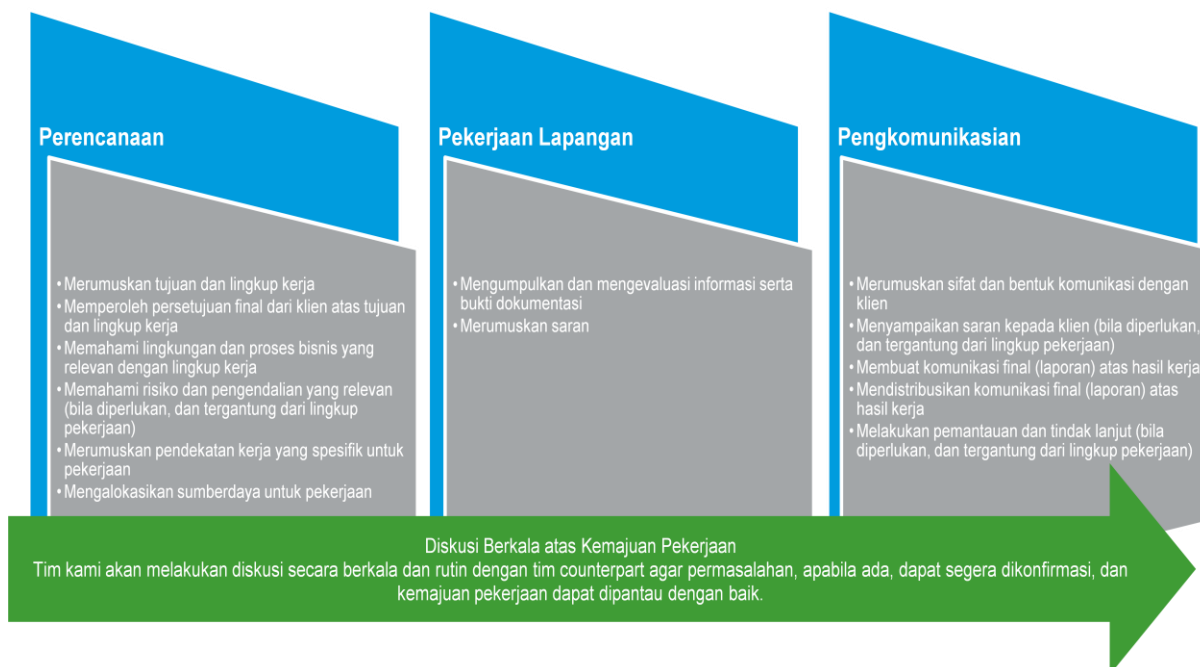 Perencanaan
• Merumuskan tujuan dan lingkup kerja
• Memperoleh persetujuan final dari klien atas tujuan
dan lingkup kerja
• Memahami lingkungan dan proses bisnis yang
relevan dengan lingkup kerja
• Memahami risiko dan pengendalian yang relevan
(bila diperlukan, dan tergantung dari lingkup
pekerjaan)
• Merumuskan pendekatan kerja yang spesifik untuk
pekerjaan
• Mengalokasikan sumberdaya untuk pekerjaan
Pekerjaan Lapangan
• Mengumpulkan dan mengevaluasi informasi serta
bukti dokumentasi
• Merumuskan saran
Pengkomunikasian
• Merumuskan sifat dan bentuk komunikasi dengan
klien
• Menyampaikan saran kepada klien (bila diperlukan,
dan tergantung dari lingkup pekerjaan)
• Membuat komunikasi final (laporan) atas hasil kerja
• Mendistribusikan komunikasi final (laporan) atas
hasil kerja
• Melakukan pemantauan dan tindak lanjut (bila
diperlukan, dan tergantung dari lingkup pekerjaan)
Diskusi Berkala atas Kemajuan Pekerjaan
Tim kami akan melakukan diskusi secara berkala dan rutin dengan tim counterpart agar permasalahan, apabila ada, dapat segera dikonfirmasi, dan
kemajuan pekerjaan dapat dipantau dengan baik.